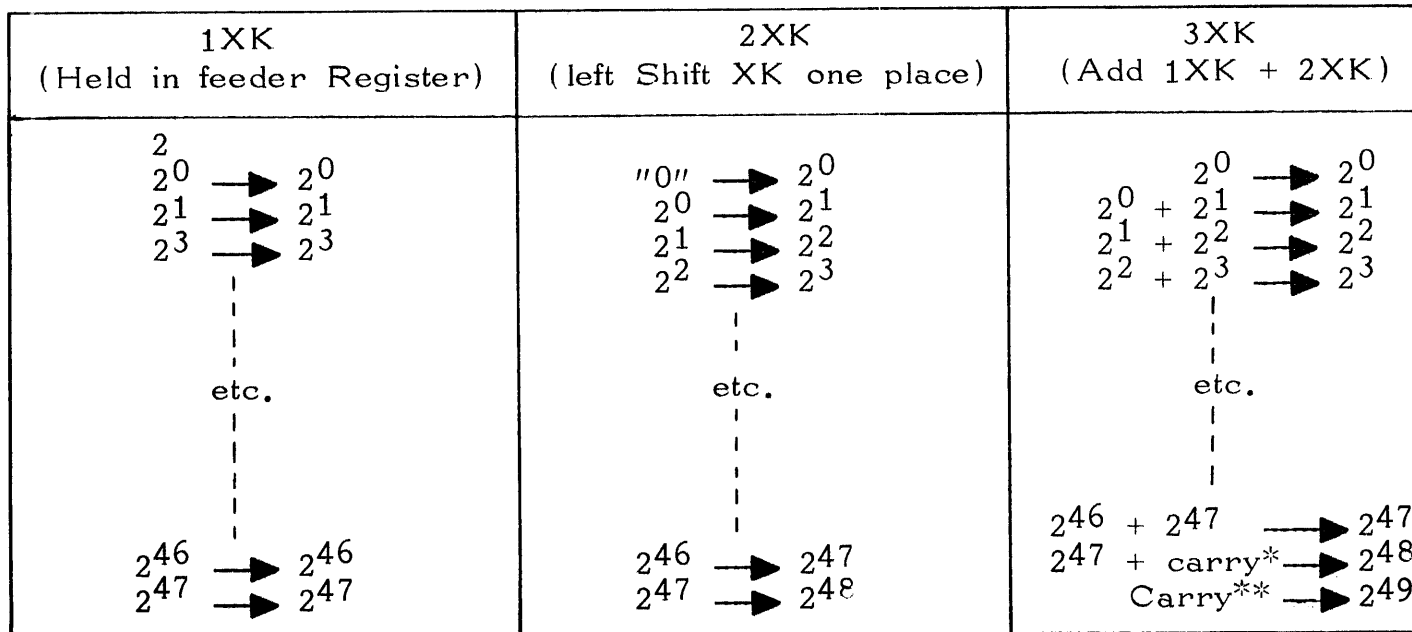 1XK
(Held in feeder Register)
2
2^0 → 2^0
2^1 → 2^1
2^3 → 2^3
etc.
2^46 → 2^46
2^47 → 2^47
2XK
(left Shift XK one place)
"0" → 2^0
2^0 → 2^1
2^1 → 2^2
2^2 → 2^3
etc.
2^46 → 2^47
2^47 → 2^48
3XK
(Add 1XK + 2XK)
2^0 → 2^0
2^0 + 2^1 → 2^1
2^1 + 2^2 → 2^2
2^2 + 2^3 → 2^3
etc.
2^46 + 2^47 → 2^47
2^47 + carry* → 2^48
Carry** → 2^49